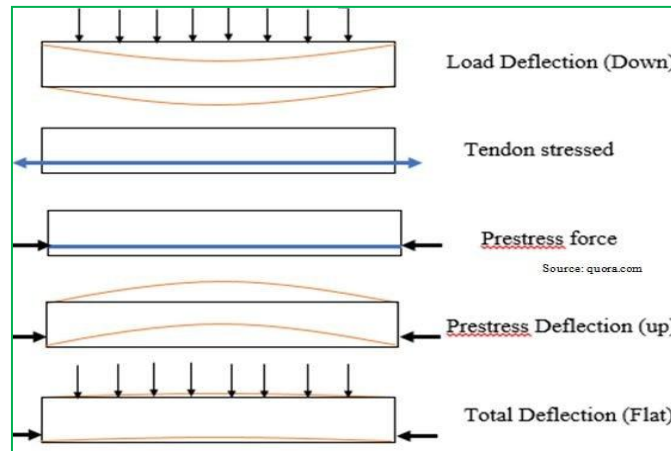 Load Deflection (Down)
Tendon stressed
Prestress force
Source: quora.com
Prestress Deflection (up)
Total Deflection (Flat)